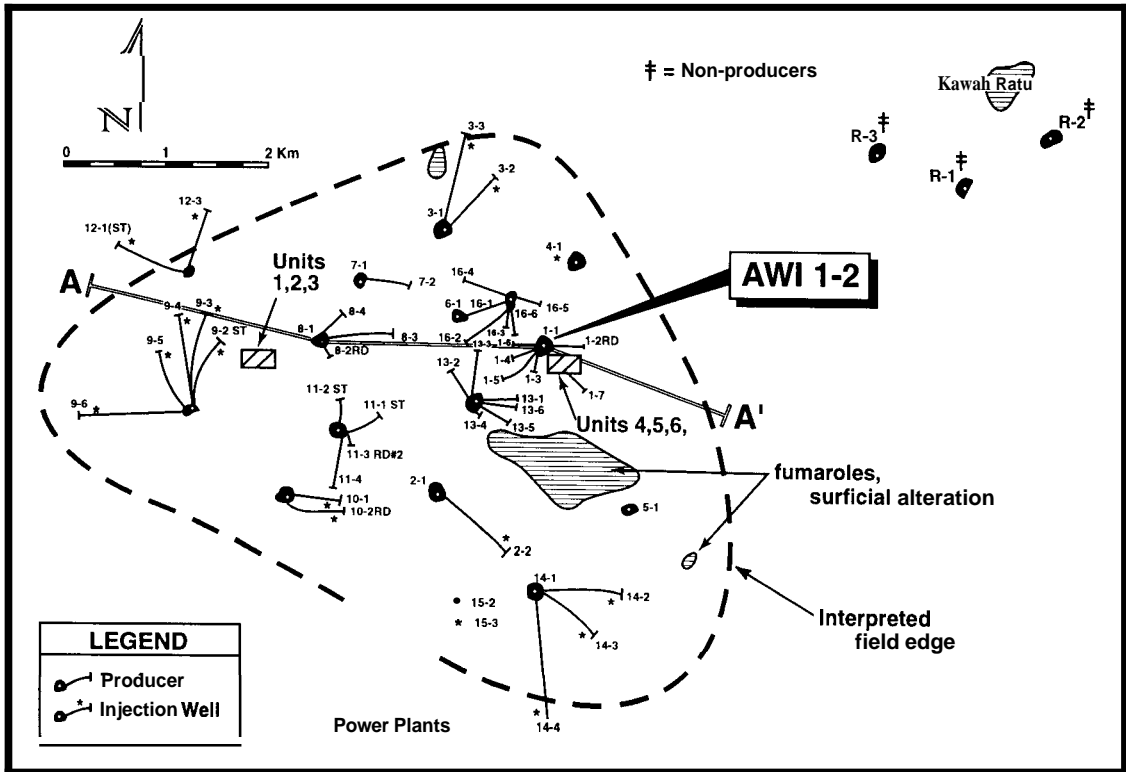 N
0
2 Km
‡ = Non-producers
Kawah Ratu
R-3 ‡
R-2 ‡
R-1 ‡
3-3
*
3-2
*
3-1
12-3
*
12-1(ST)
*
4-1
*
Units
1,2,3
7-1
7-2
16-4
6-1
16-1
16-5
16-6
AWI 1-2
A
9-4
9-3 *
9-2 ST
*
8-4
8-1
8-3
8-2RD
16-2
16-3
1-6
13-3
1-1
1-2RD
9-5
*
13-2
1-4
1-5
1-3
1-7
A'
9-6
*
11-2 ST
11-1 ST
13-1
13-6
13-4
13-5
Units 4,5,6,
11-3 RD#2
11-4
fumaroles,
surficial alteration
10-1
*
10-2RD
*
2-1
5-1
*
2-2
14-1
14-2
*
15-2
* 15-3
* 14-3
Interpreted
field edge
*
14-4
LEGEND
Producer
* Injection Well
Power Plants